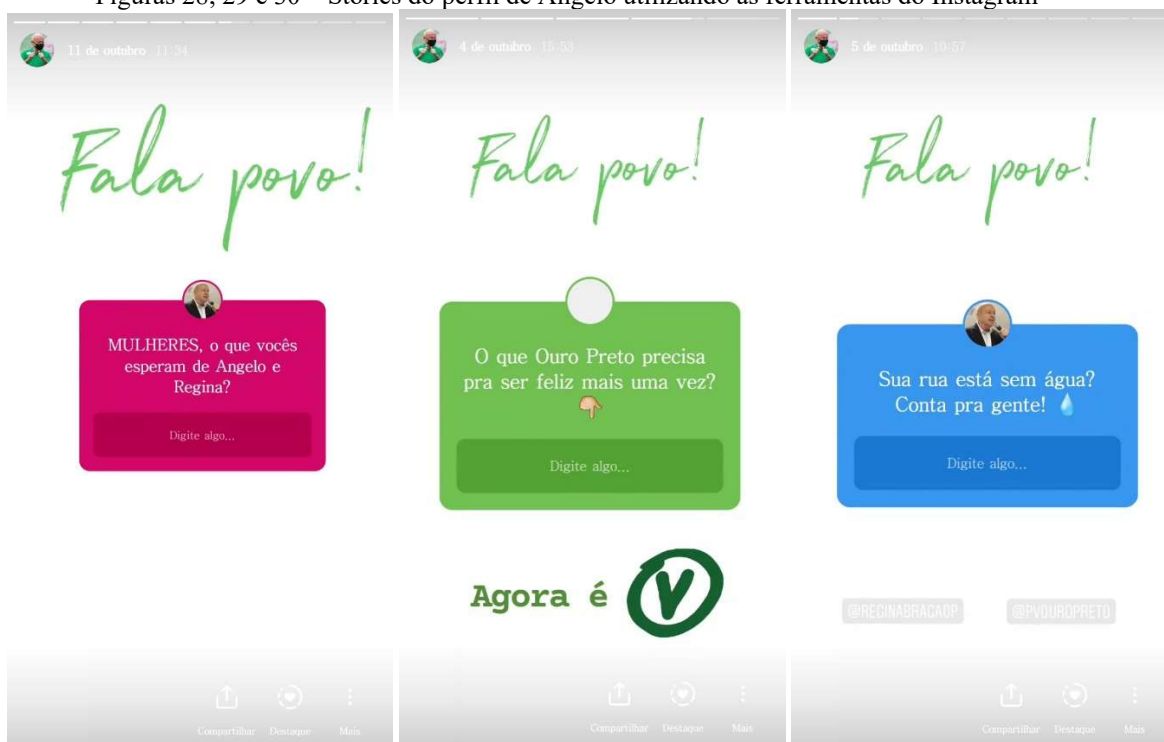 Figuras 28, 29 e 30 – Stories do perfil de Angelo utilizando as ferramentas do Instagram
11 de outubro 11:34
Fala povo!
MULHERES, o que vocês
esperam de Angelo e
Regina?
Digite algo...
Compartilhar Destaque Mais
4 de outubro 15:53
Fala povo!
O que Ouro Preto precisa
pra ser feliz mais uma vez?
Digite algo...
Agora é V
Compartilhar Destaque Mais
5 de outubro 10:57
Fala povo!
Sua rua está sem água?
Conta pra gente!
Digite algo...
@REGINABRAGAOP @PVOUROPRETO
Compartilhar Destaque Mais